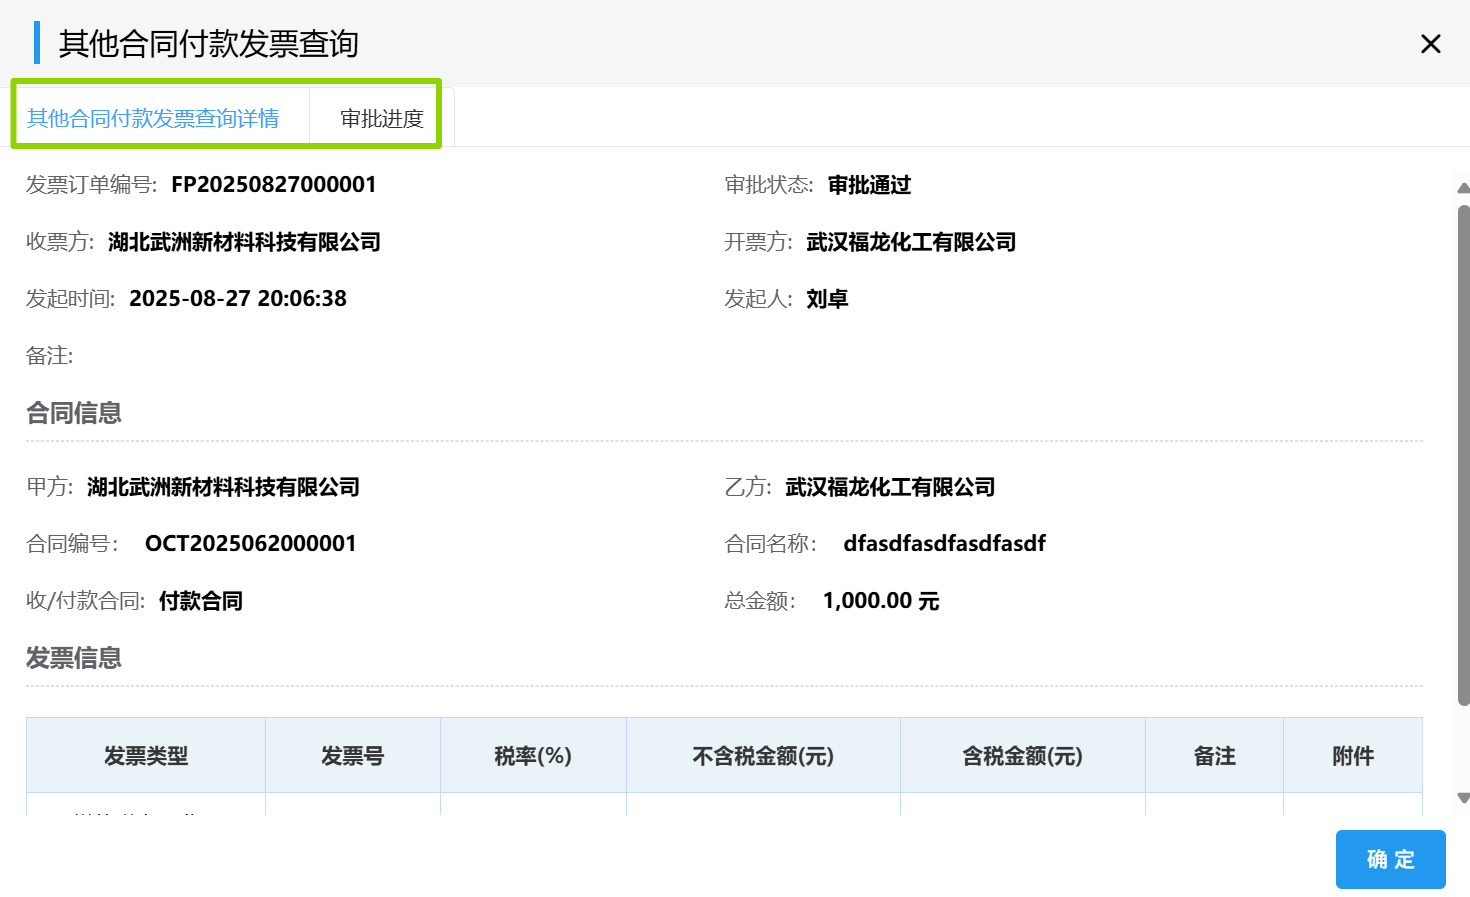 其他合同付款发票查询
其他合同付款发票查询详情 审批进度
发票订单编号: FP20250827000001 审批状态: 审批通过
收票方: 湖北武洲新材料科技有限公司 开票方: 武汉福龙化工有限公司
发起时间: 2025-08-27 20:06:38 发起人: 刘卓
备注:
合同信息
甲方: 湖北武洲新材料科技有限公司 乙方: 武汉福龙化工有限公司
合同编号： OCT2025062000001 合同名称： dfasdfasdfasdfasdf
收/付款合同: 付款合同 总金额： 1,000.00 元
发票信息
发票类型 发票号 税率(%) 不含税金额(元) 含税金额(元) 备注 附件
确 定